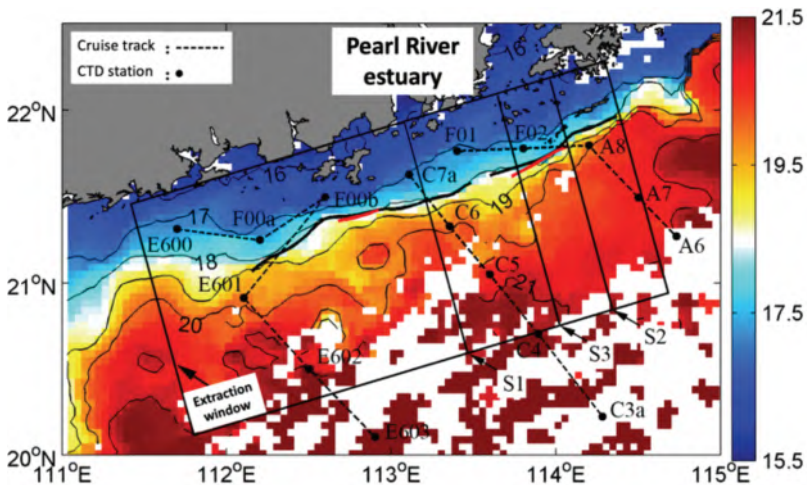 Cruise track : -----------
CTD station : •
Pearl River
estuary
21.5
19.5
17.5
15.5
22°N
21°N
20°N
111°E
112°E
113°E
114°E
115°E
16
16
17
18
19
20
21
F01
F02
A8
C7a
F00b
F00a
E600
A7
C6
A6
C5
E601
C4
S3
S2
E602
S1
Extraction
window
C3a
E603